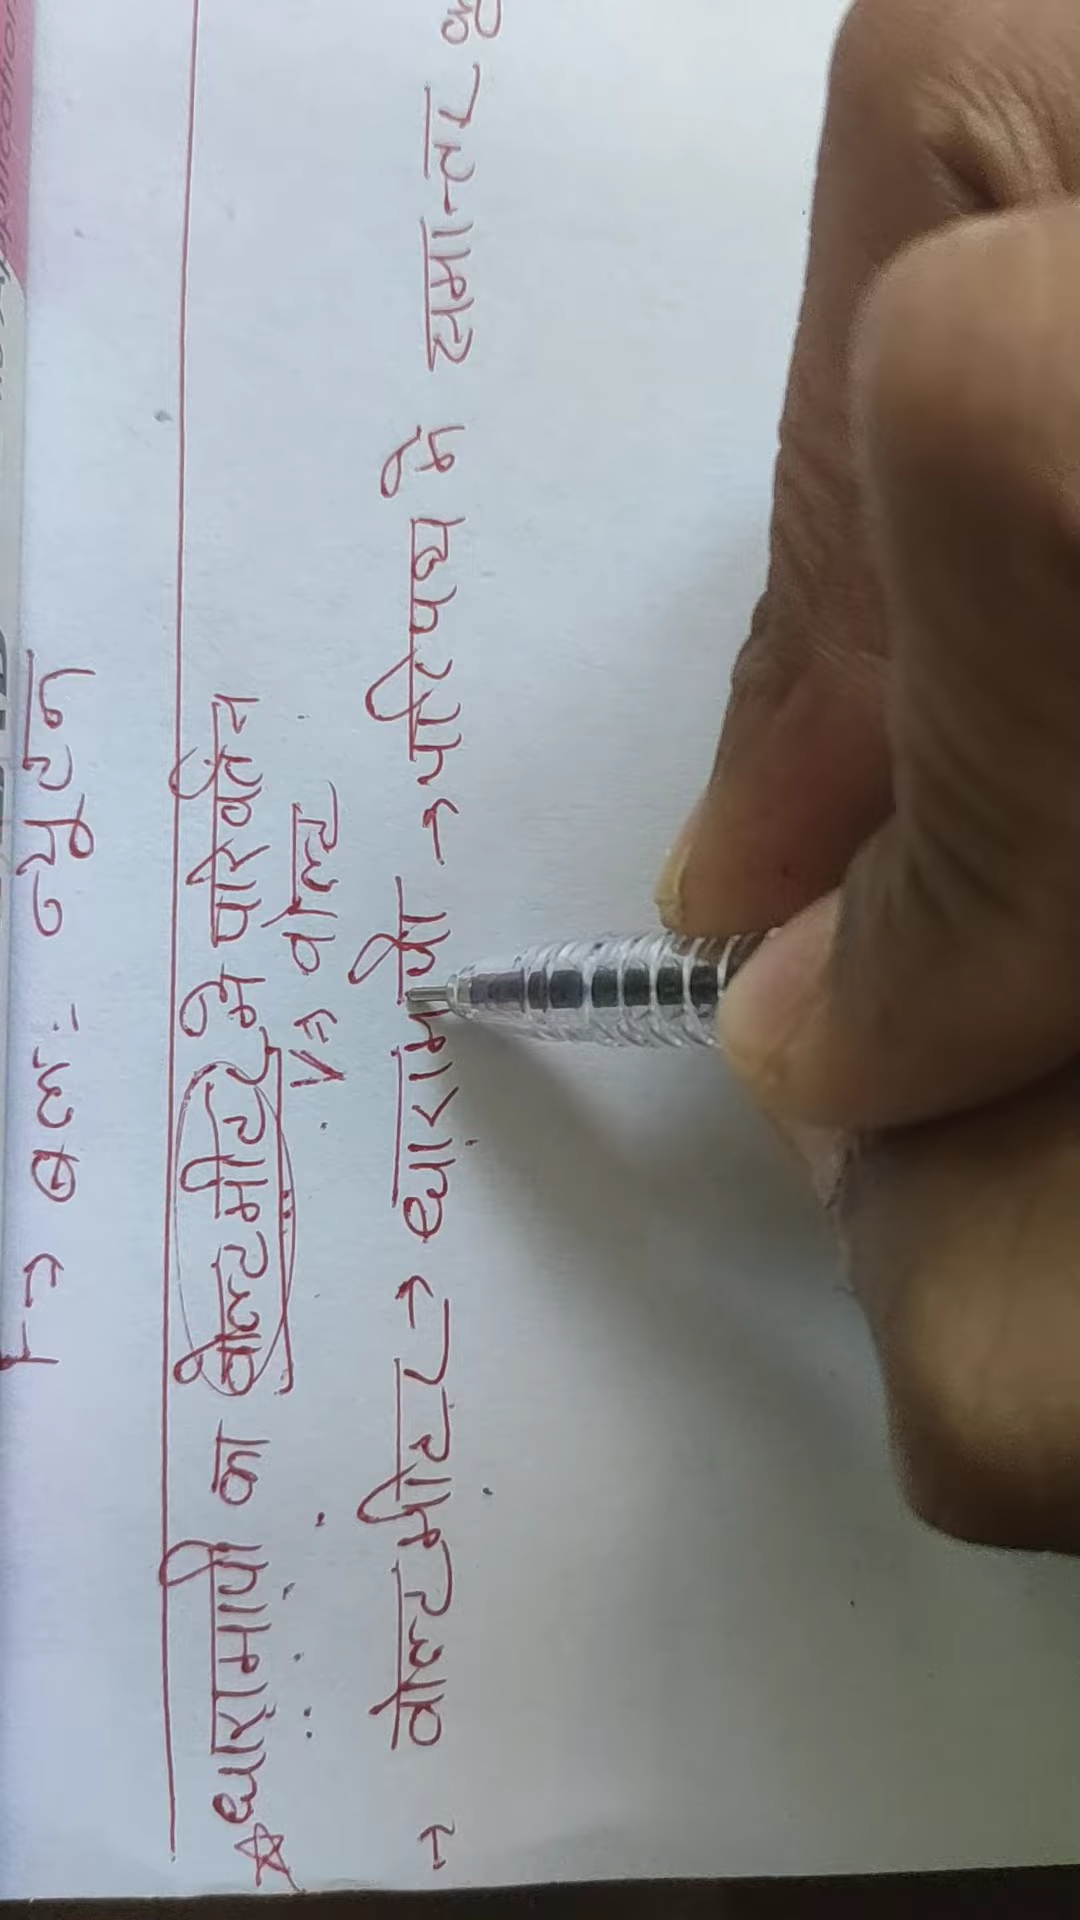 F → बलः- न्यूटन
☆ धारामापी का वोल्टमीटर में परिवर्तन
V ⇒ वोल्ट
→ वोल्टमीटर → धारामापी → परिपथ में समान्तर